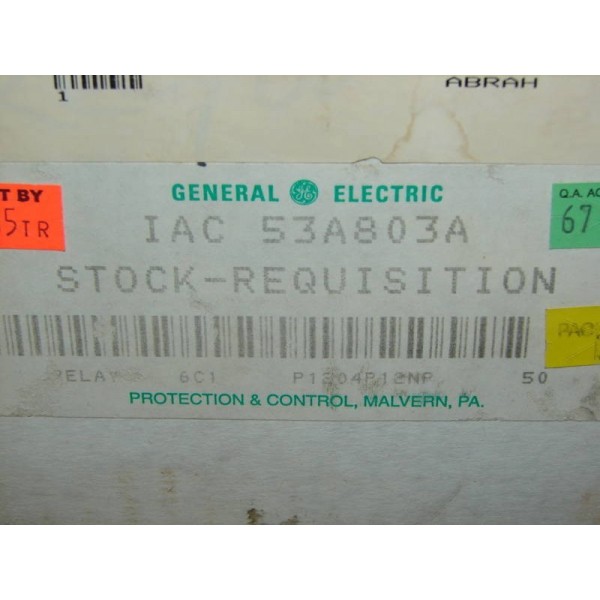 1
ABRAH
GENERAL GE ELECTRIC
IAC 53A803A
STOCK-REQUISITION
T BY
5TR
Q.A. AC
67
PAC
RELAY 6C1 50
PROTECTION & CONTROL, MALVERN, PA.